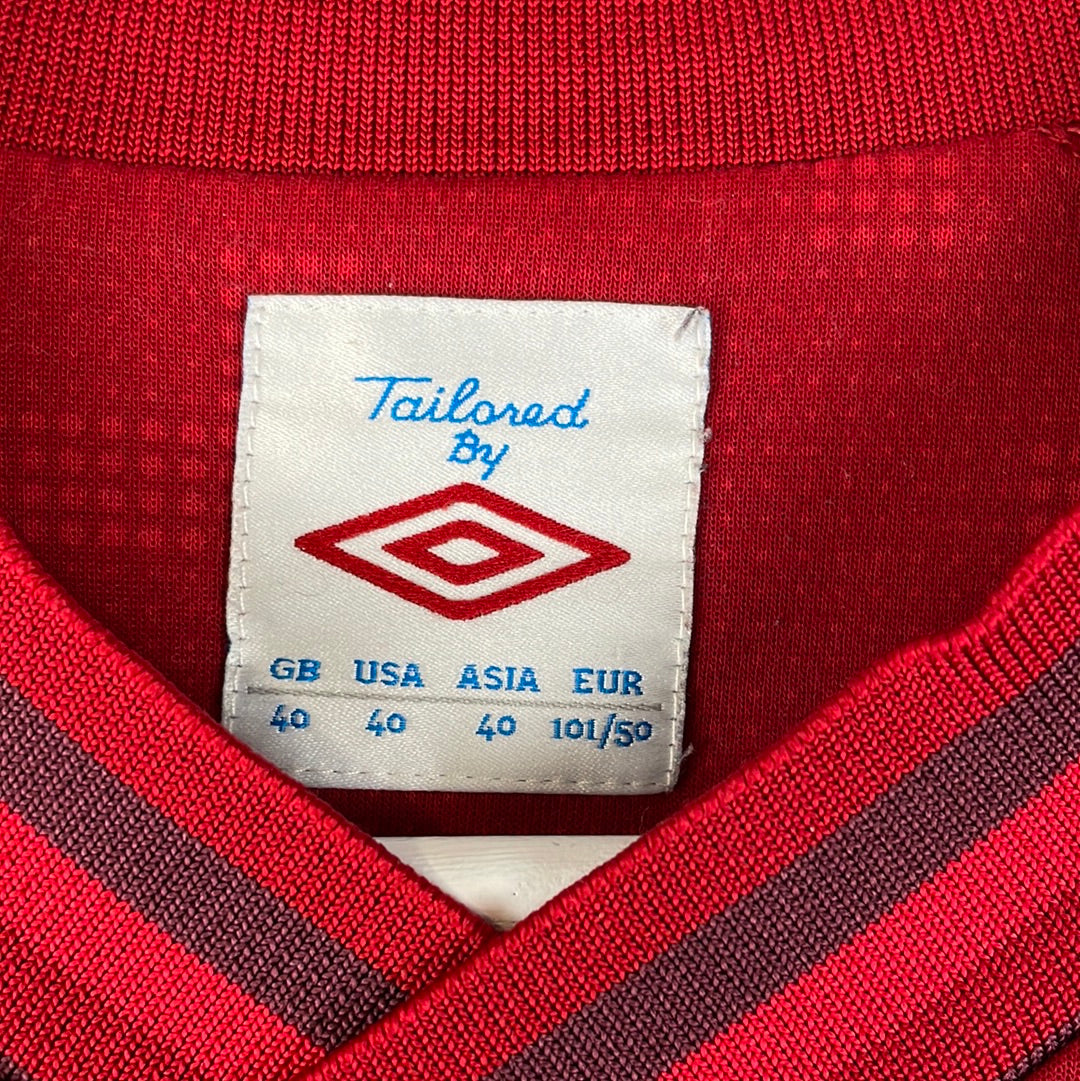 Tailored
By
GB USA ASIA EUR
40 40 40 101/50